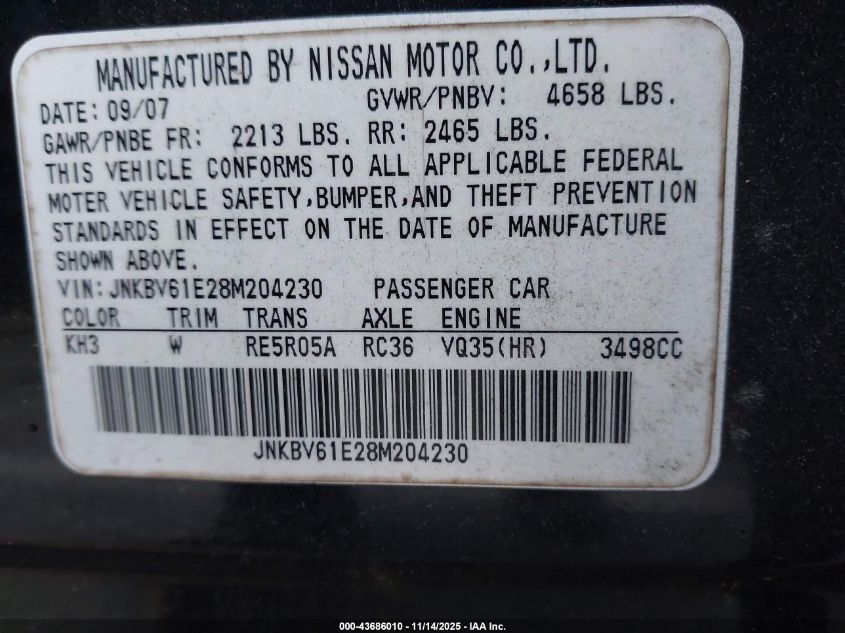 MANUFACTURED BY NISSAN MOTOR CO.,LTD.
DATE: 09/07 GVWR/PNBV: 4658 LBS.
GAWR/PNBE FR: 2213 LBS. RR: 2465 LBS.
THIS VEHICLE CONFORMS TO ALL APPLICABLE FEDERAL
MOTER VEHICLE SAFETY,BUMPER,AND THEFT PREVENTION
STANDARDS IN EFFECT ON THE DATE OF MANUFACTURE
SHOWN ABOVE.
VIN: JNKBV61E28M204230 PASSENGER CAR
COLOR TRIM TRANS AXLE ENGINE
KH3 W RE5R05A RC36 VQ35(HR) 3498CC
JNKBV61E28M204230
000-43686010 - 11/14/2025 - IAA Inc.